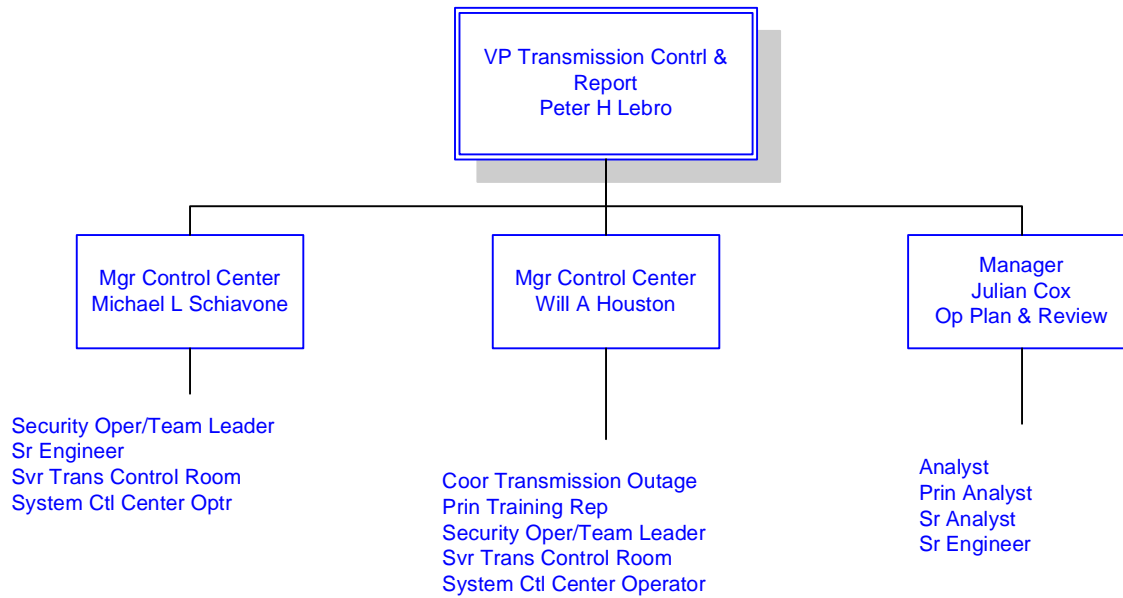 VP Transmission Contrl &
Report
Peter H Lebro
Mgr Control Center
Michael L Schiavone
Mgr Control Center
Will A Houston
Manager
Julian Cox
Op Plan & Review
Security Oper/Team Leader
Sr Engineer
Svr Trans Control Room
System Ctl Center Optr
Coor Transmission Outage
Prin Training Rep
Security Oper/Team Leader
Svr Trans Control Room
System Ctl Center Operator
Analyst
Prin Analyst
Sr Analyst
Sr Engineer